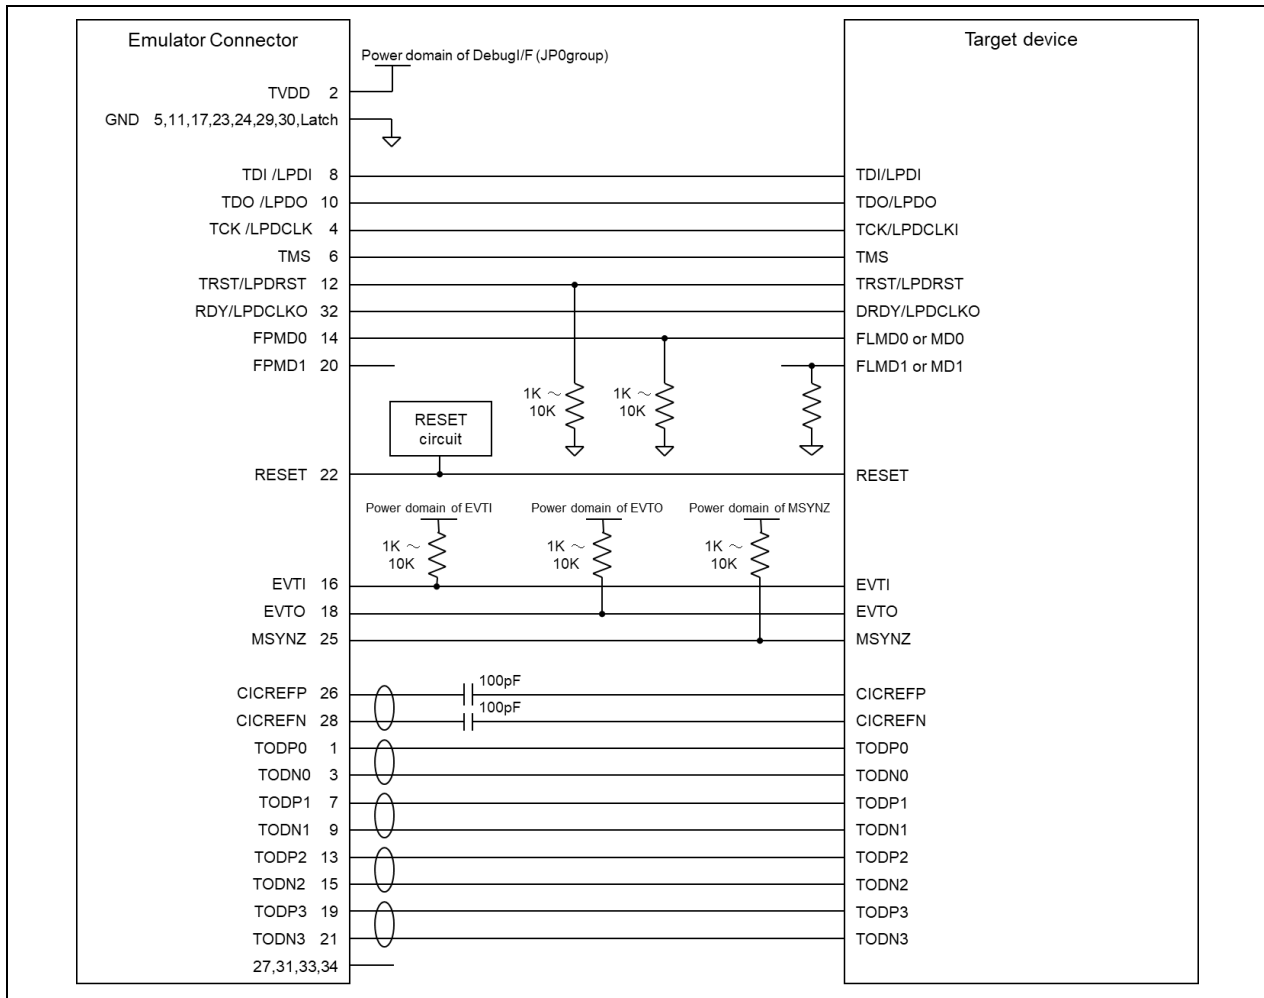 Emulator Connector
Target device
Power domain of DebugI/F (JP0group)
TVDD 2
GND 5,11,17,23,24,29,30,Latch
TDI /LPDI 8 TDI/LPDI
TDO /LPDO 10 TDO/LPDO
TCK /LPDCLK 4 TCK/LPDCLKI
TMS 6 TMS
TRST/LPDRST 12 TRST/LPDRST
RDY/LPDCLKO 32 DRDY/LPDCLKO
FPMD0 14 FLMD0 or MD0
FPMD1 20 FLMD1 or MD1
1K ～ 1K ～
10K 10K
RESET
circuit
RESET 22 RESET
Power domain of EVTI Power domain of EVTO Power domain of MSYNZ
1K ～ 1K ～ 1K ～
10K 10K 10K
EVTI 16 EVTI
EVTO 18 EVTO
MSYNZ 25 MSYNZ
100pF
CICREFP 26 CICREFP
100pF
CICREFN 28 CICREFN
TODP0 1 TODP0
TODN0 3 TODN0
TODP1 7 TODP1
TODN1 9 TODN1
TODP2 13 TODP2
TODN2 15 TODN2
TODP3 19 TODP3
TODN3 21 TODN3
27,31,33,34